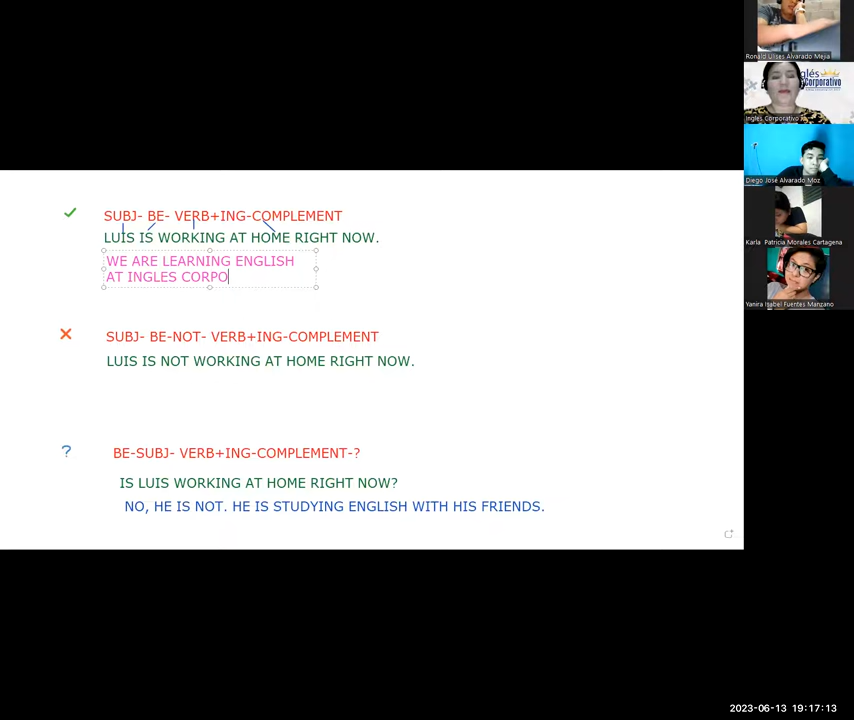 Ronald Ulises Alvarado Mejia
Inglés
Corporativo
Ingles Corporativo
Diego José Alvarado Moz
Karla Patricia Morales Cartagena
Yanira Isabel Fuentes Manzano
SUBJ- BE- VERB+ING-COMPLEMENT
LUIS IS WORKING AT HOME RIGHT NOW.
WE ARE LEARNING ENGLISH
AT INGLES CORPO
SUBJ- BE-NOT- VERB+ING-COMPLEMENT
LUIS IS NOT WORKING AT HOME RIGHT NOW.
?
BE-SUBJ- VERB+ING-COMPLEMENT-?
IS LUIS WORKING AT HOME RIGHT NOW?
NO, HE IS NOT. HE IS STUDYING ENGLISH WITH HIS FRIENDS.
2023-06-13 19:17:13